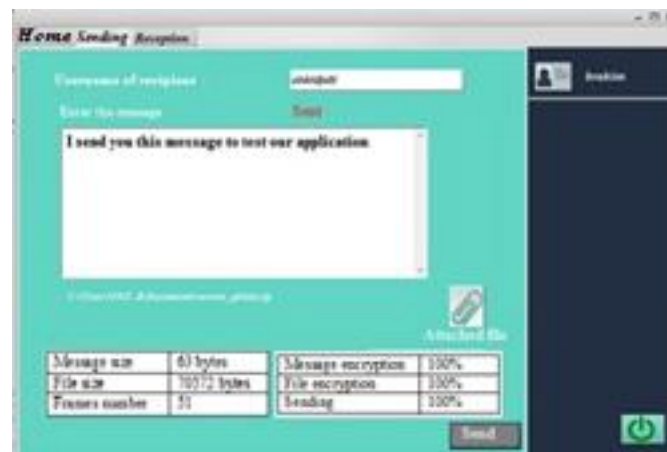 Home Sending Reception
Username of recipient
Ibrahim
Enter the message
I send you this message to test our application
Attached file
Message size 63 bytes
File size 70572 bytes
Frames number 51
Message encryption 100%
File encryption 100%
Sending 100%
Send